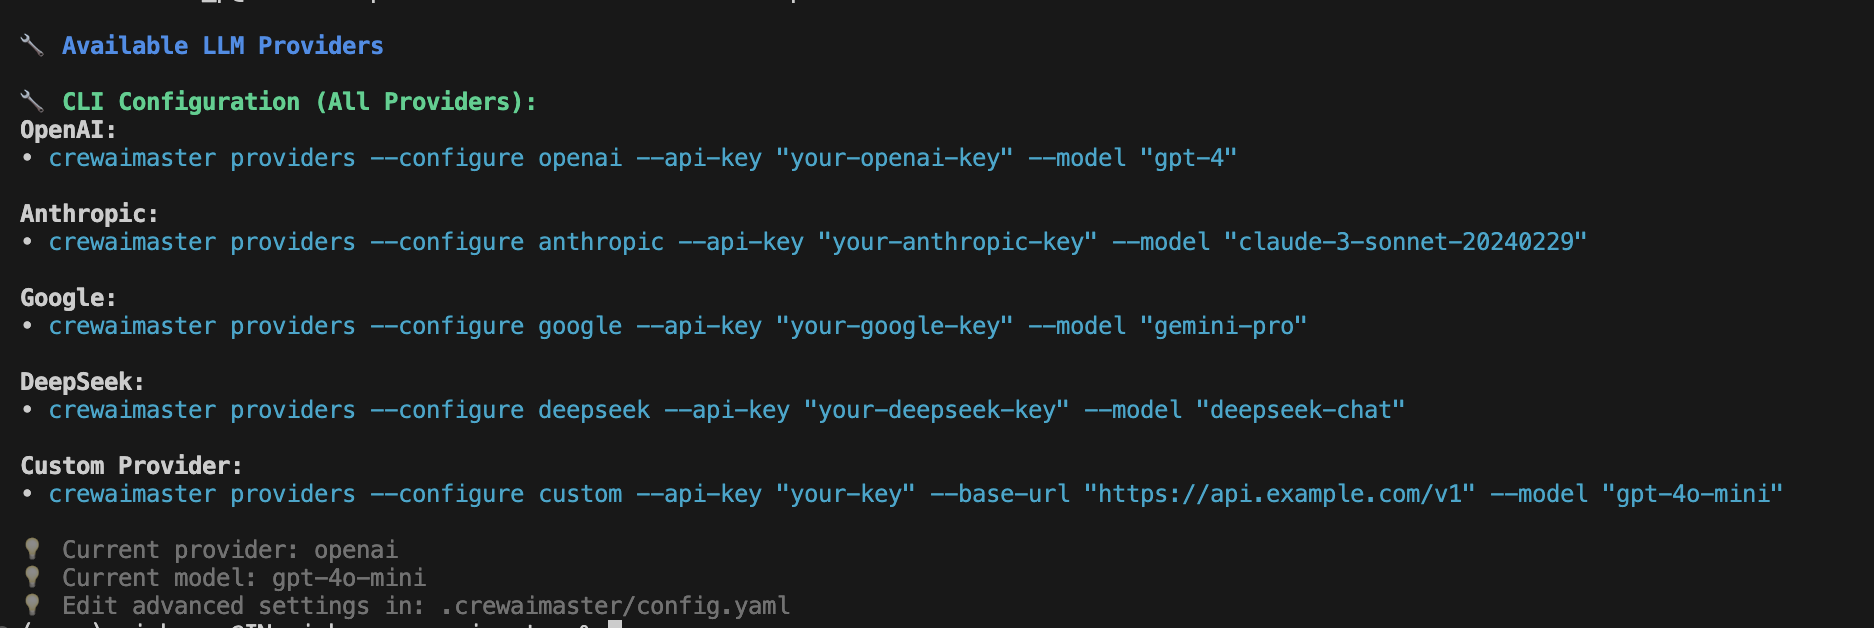 Available LLM Providers
CLI Configuration (All Providers):
OpenAI:
• crewaimaster providers --configure openai --api-key "your-openai-key" --model "gpt-4"
Anthropic:
• crewaimaster providers --configure anthropic --api-key "your-anthropic-key" --model "claude-3-sonnet-20240229"
Google:
• crewaimaster providers --configure google --api-key "your-google-key" --model "gemini-pro"
DeepSeek:
• crewaimaster providers --configure deepseek --api-key "your-deepseek-key" --model "deepseek-chat"
Custom Provider:
• crewaimaster providers --configure custom --api-key "your-key" --base-url "https://api.example.com/v1" --model "gpt-4o-mini"
Current provider: openai
Current model: gpt-4o-mini
Edit advanced settings in: .crewaimaster/config.yaml